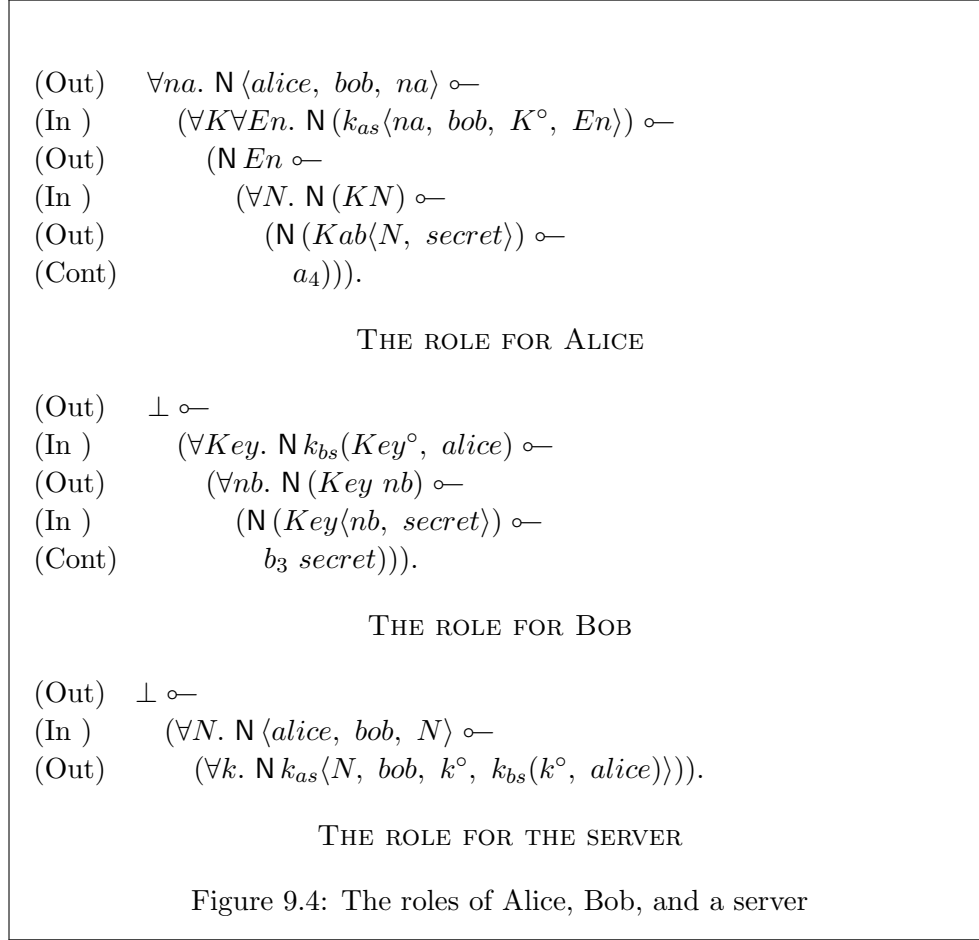 (Out) ∀na. N ⟨alice, bob, na⟩ ⟜
(In ) (∀K∀En. N (k_as⟨na, bob, K°, En⟩) ⟜
(Out) (N En ⟜
(In ) (∀N. N (KN) ⟜
(Out) (N (Kab⟨N, secret⟩) ⟜
(Cont) a₄))).
The role for Alice
(Out) ⊥ ⟜
(In ) (∀Key. N k_bs(Key°, alice) ⟜
(Out) (∀nb. N (Key nb) ⟜
(In ) (N (Key⟨nb, secret⟩) ⟜
(Cont) b₃ secret))).
The role for Bob
(Out) ⊥ ⟜
(In ) (∀N. N ⟨alice, bob, N⟩ ⟜
(Out) (∀k. N k_as⟨N, bob, k°, k_bs(k°, alice)⟩)).
The role for the server
Figure 9.4: The roles of Alice, Bob, and a server